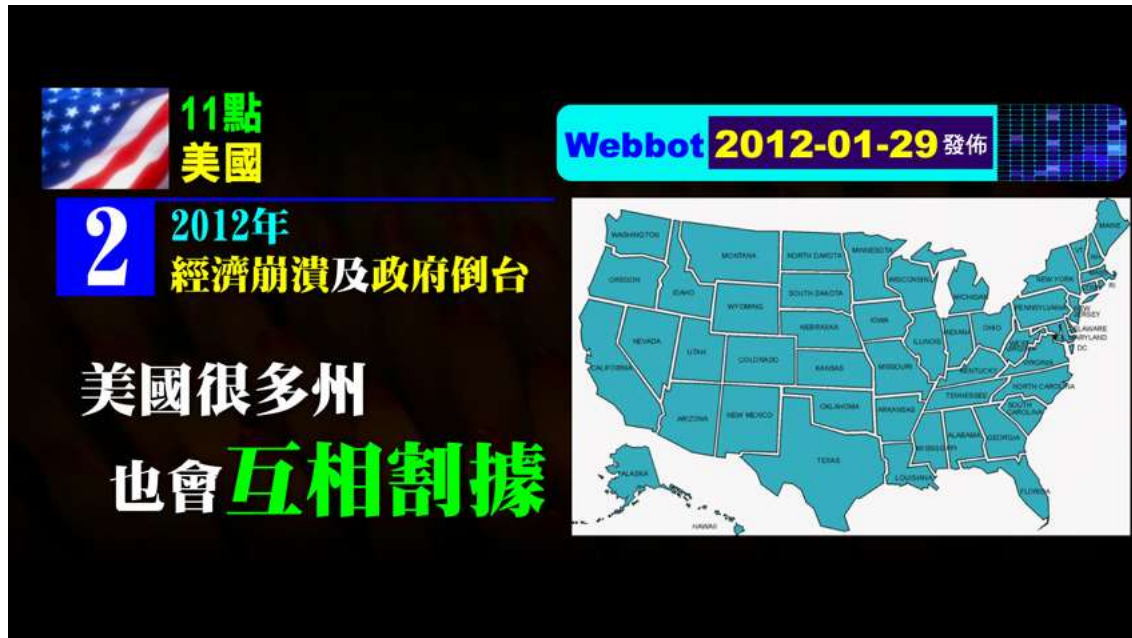 11點
美國
Webbot 2012-01-29 發佈
2
2012年
經濟崩潰及政府倒台
美國很多州
也會互相割據
WASHINGTON
MONTANA
NORTH DAKOTA
MINNESOTA
MAINE
OREGON
IDAHO
SOUTH DAKOTA
WISCONSIN
MICHIGAN
NEW YORK
VT
RI
WYOMING
IOWA
PENNSYLVANIA
NEW JERSEY
NEBRASKA
NEVADA
UTAH
COLORADO
ILLINOIS
INDIANA
OHIO
DELAWARE
MARYLAND
DC
CALIFORNIA
KANSAS
MISSOURI
KENTUCKY
VIRGINIA
NORTH CAROLINA
TENNESSEE
ARIZONA
NEW MEXICO
OKLAHOMA
ARKANSAS
SOUTH CAROLINA
MISSISSIPPI
ALABAMA
GEORGIA
TEXAS
LOUISIANA
ALASKA
FLORIDA
HAWAII